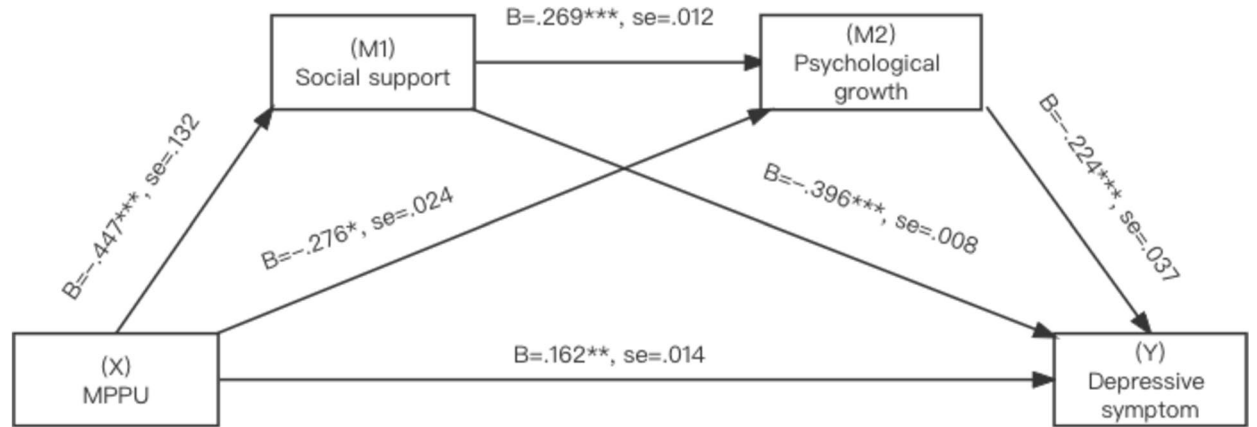 B=.269***, se=.012
(M1)
Social support
(M2)
Psychological
growth
B=−.447***, se=.132
B=−.276*, se=.024
B=−.396***, se=.008
B=−.224***, se=.037
(X)
MPPU
B=.162**, se=.014
(Y)
Depressive
symptom